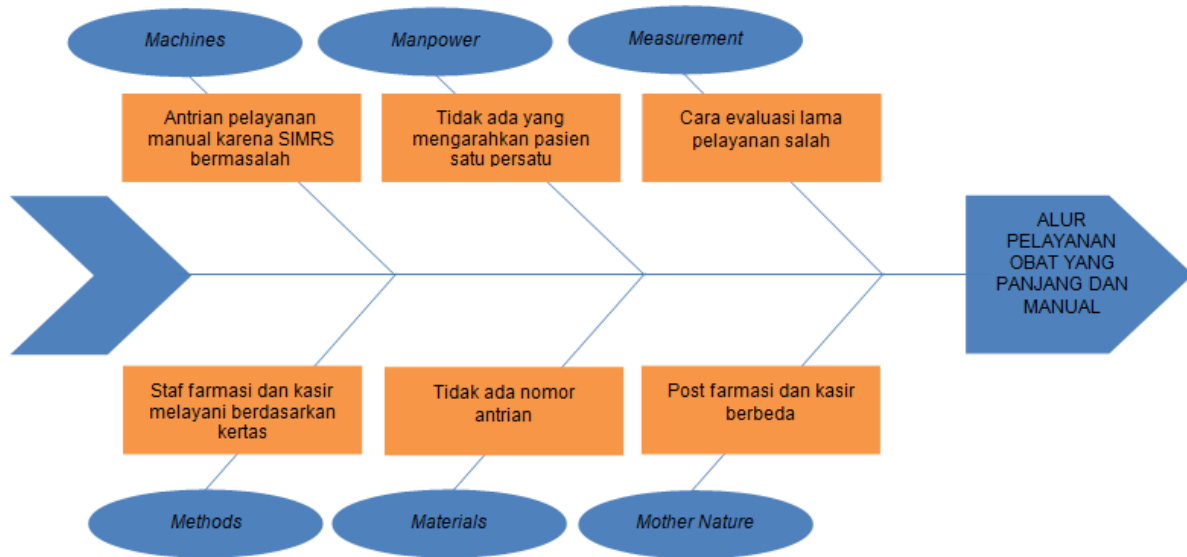 Machines
Manpower
Measurement
Antrian pelayanan
manual karena SIMRS
bermasalah
Tidak ada yang
mengarahkan pasien
satu persatu
Cara evaluasi lama
pelayanan salah
ALUR
PELAYANAN
OBAT YANG
PANJANG DAN
MANUAL
Staf farmasi dan kasir
melayani berdasarkan
kertas
Tidak ada nomor
antrian
Post farmasi dan kasir
berbeda
Methods
Materials
Mother Nature